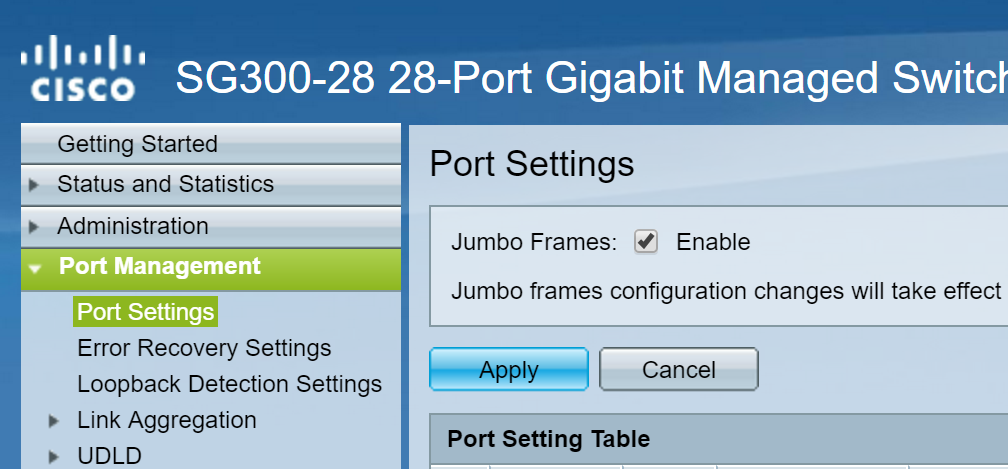 CISCO
SG300-28 28-Port Gigabit Managed Switch
Getting Started
Status and Statistics
Administration
Port Management
Port Settings
Error Recovery Settings
Loopback Detection Settings
Link Aggregation
UDLD
Port Settings
Jumbo Frames: Enable
Jumbo frames configuration changes will take effect
Apply Cancel
Port Setting Table